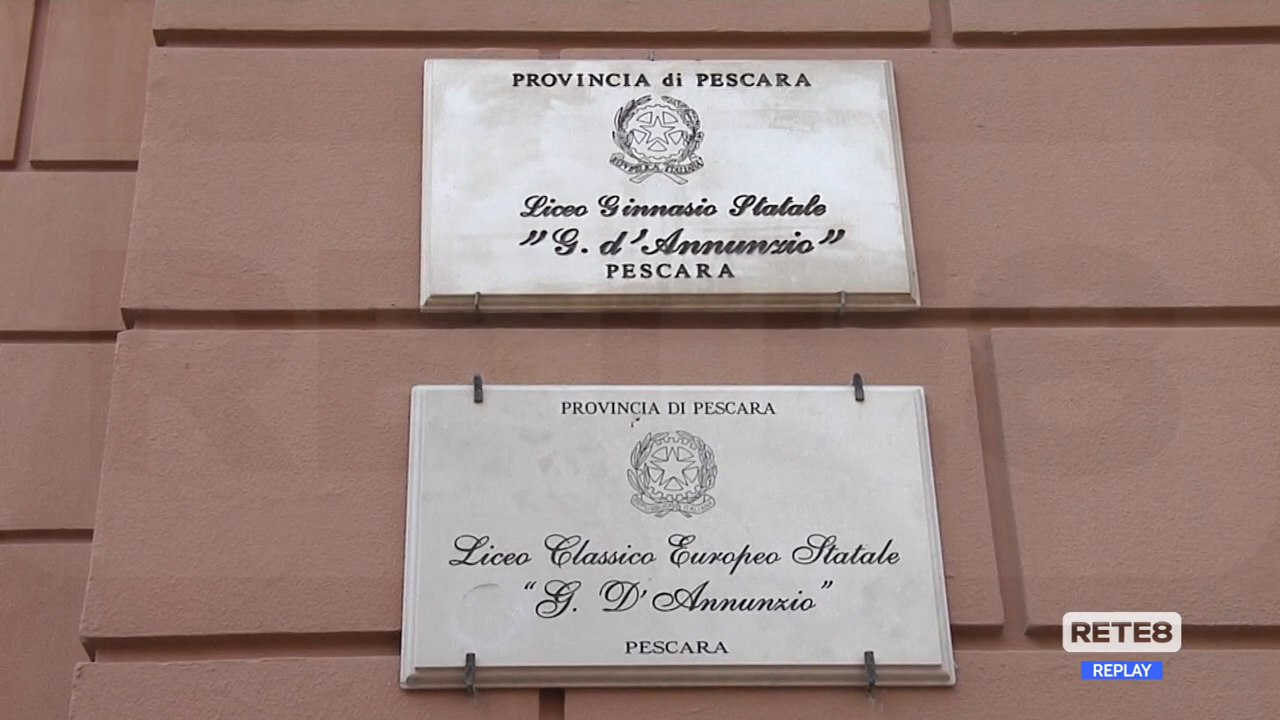 PROVINCIA di PESCARA
Liceo Ginnasio Statale
"G. d'Annunzio"
PESCARA
PROVINCIA DI PESCARA
Liceo Classico Europeo Statale
"G. D'Annunzio"
PESCARA
RETE8
REPLAY